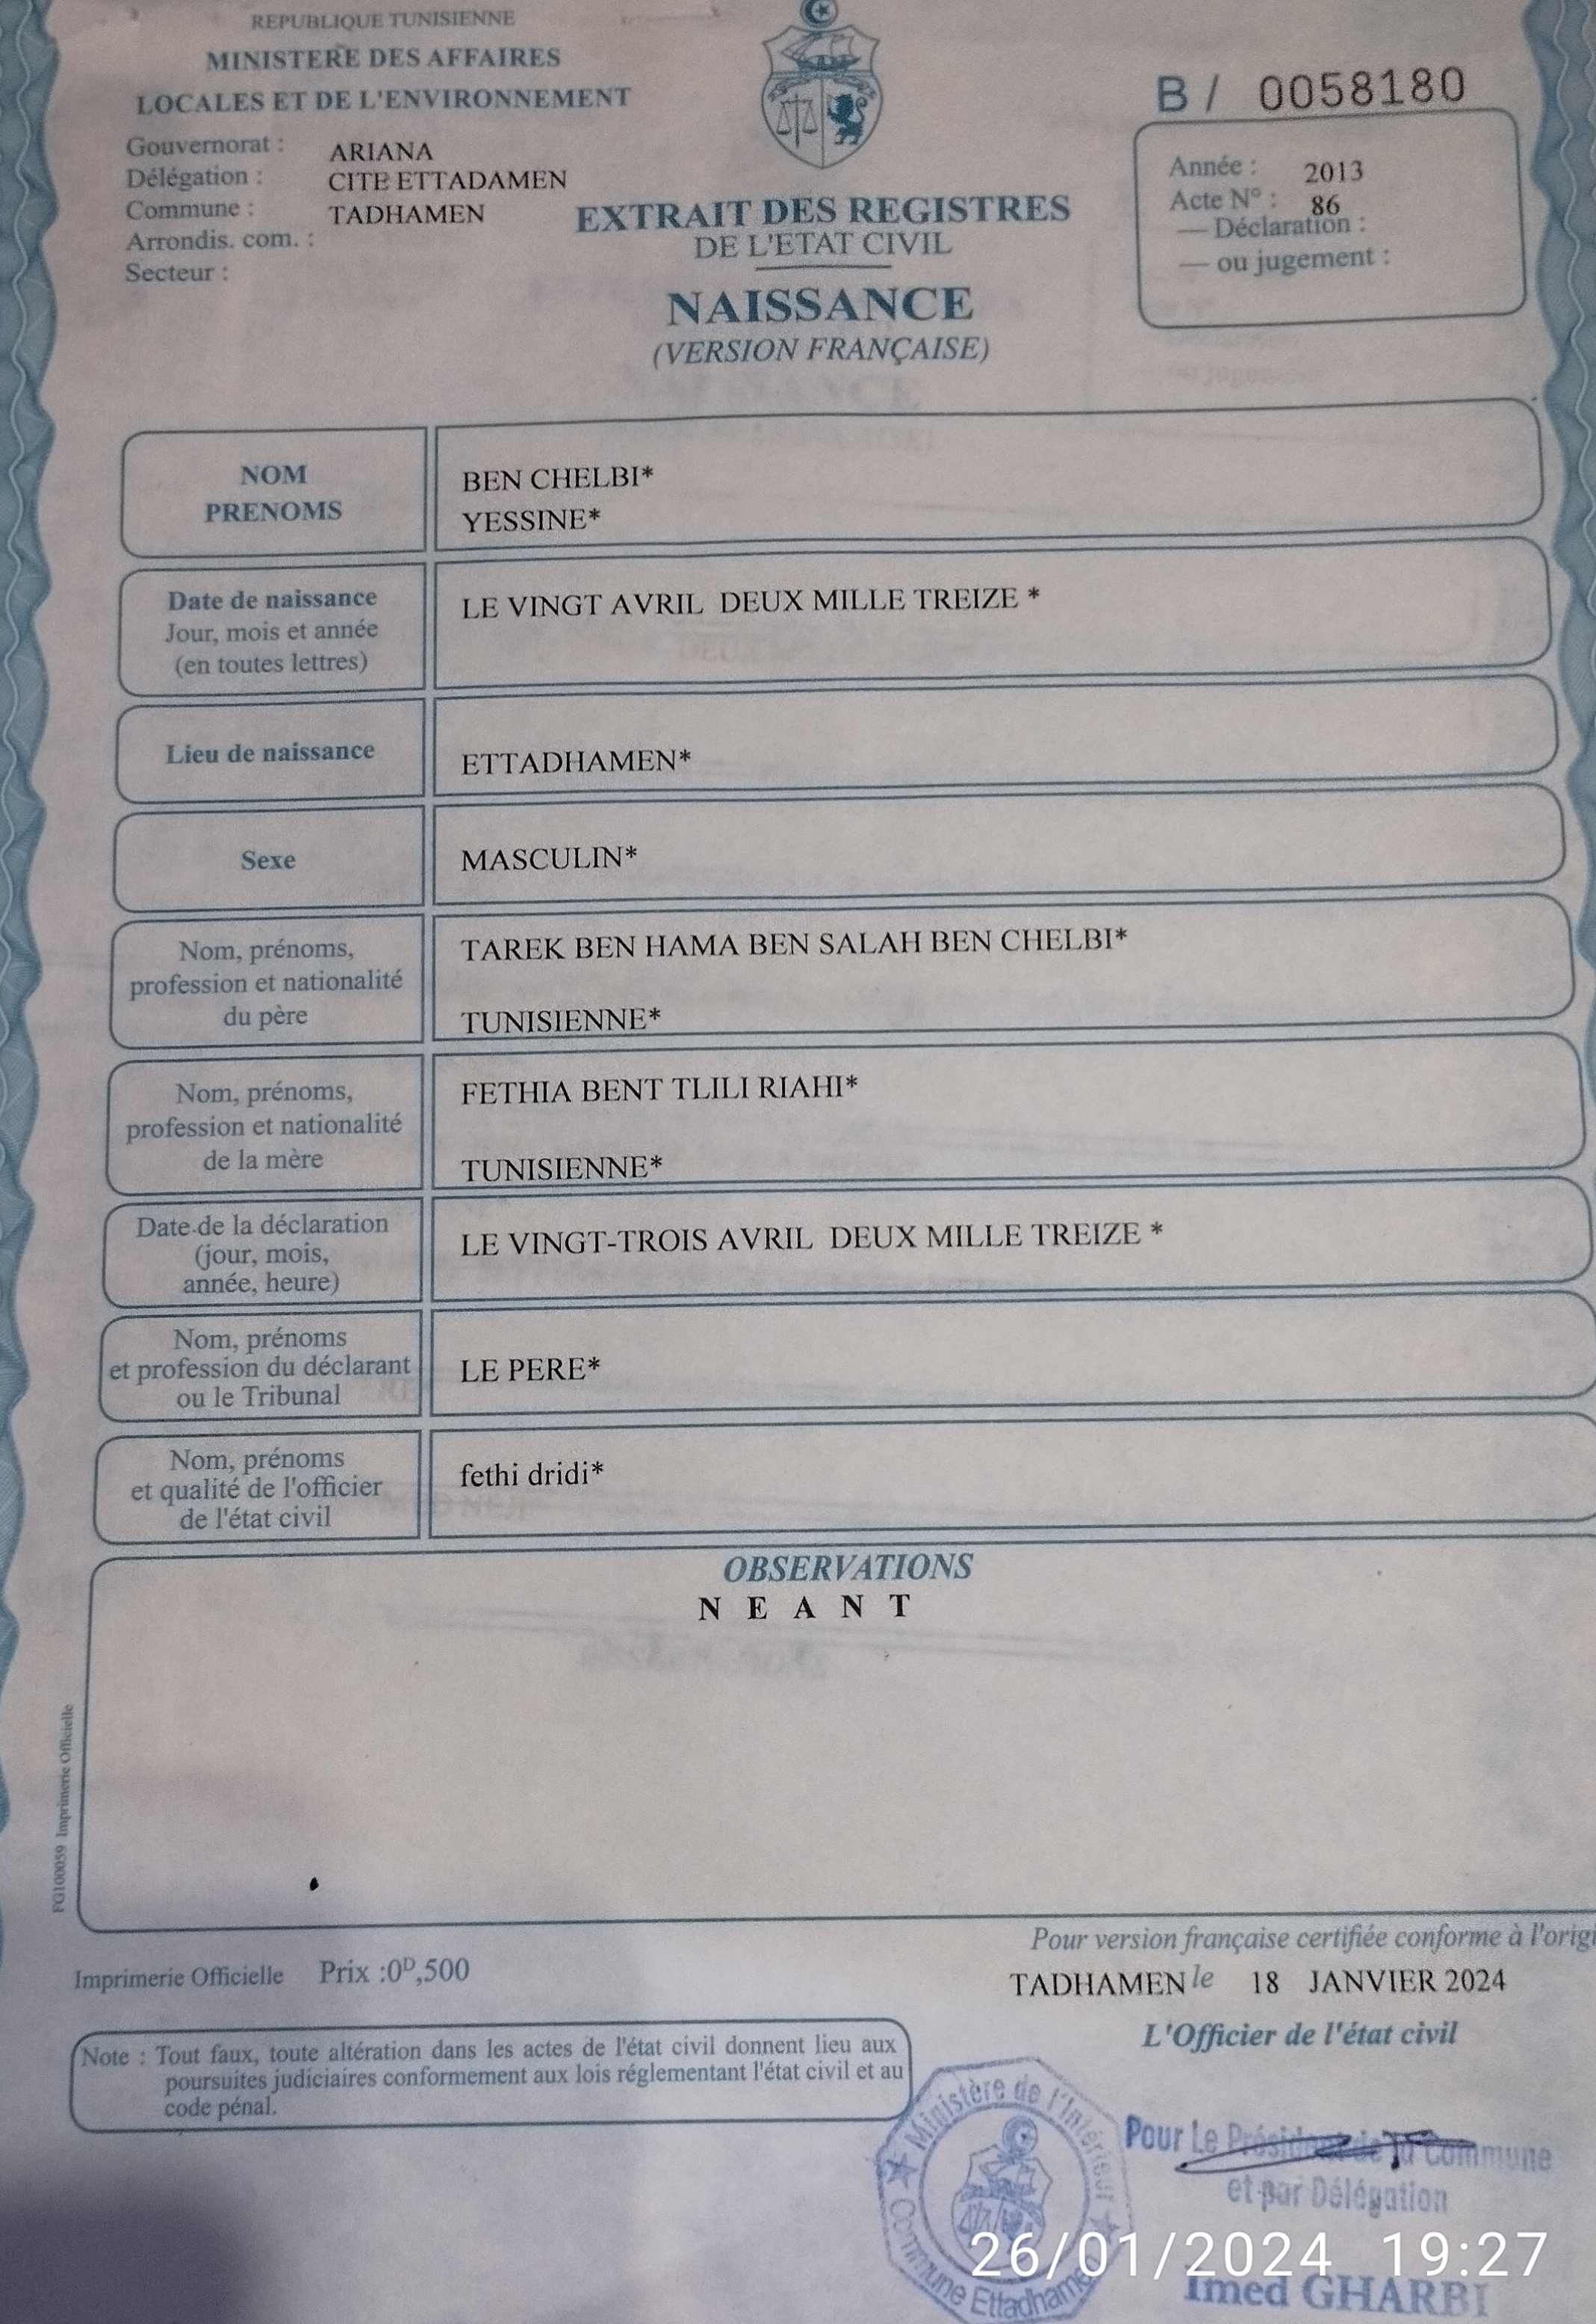 REPUBLIQUE TUNISIENNE
MINISTERE DES AFFAIRES
LOCALES ET DE L'ENVIRONNEMENT
Gouvernorat : ARIANA
Délégation : CITE ETTADAMEN
Commune : TADHAMEN
Arrondis. com. :
Secteur :
EXTRAIT DES REGISTRES
DE L'ETAT CIVIL
NAISSANCE
(VERSION FRANÇAISE)
B / 0058180
Année : 2013
Acte N° : 86
— Déclaration :
— ou jugement :
NOM
PRENOMS
BEN CHELBI*
YESSINE*
Date de naissance
Jour, mois et année
(en toutes lettres)
LE VINGT AVRIL DEUX MILLE TREIZE *
Lieu de naissance
ETTADHAMEN*
Sexe
MASCULIN*
Nom, prénoms,
profession et nationalité
du père
TAREK BEN HAMA BEN SALAH BEN CHELBI*
TUNISIENNE*
Nom, prénoms,
profession et nationalité
de la mère
FETHIA BENT TLILI RIAHI*
TUNISIENNE*
Date de la déclaration
(jour, mois,
année, heure)
LE VINGT-TROIS AVRIL DEUX MILLE TREIZE *
Nom, prénoms
et profession du déclarant
ou le Tribunal
LE PERE*
Nom, prénoms
et qualité de l'officier
de l'état civil
fethi dridi*
OBSERVATIONS
N E A N T
FG100059 Imprimerie Officielle
Imprimerie Officielle Prix :0D,500
Pour version française certifiée conforme à l'origi
TADHAMEN le 18 JANVIER 2024
L'Officier de l'état civil
Note : Tout faux, toute altération dans les actes de l'état civil donnent lieu aux
poursuites judiciaires conformement aux lois réglementant l'état civil et au
code pénal.
Ministère de l'Intérieur
Commune Ettadhame
Pour Le Président de la Commune
et par Délégation
26/01/2024 19:27
Imed GHARBI